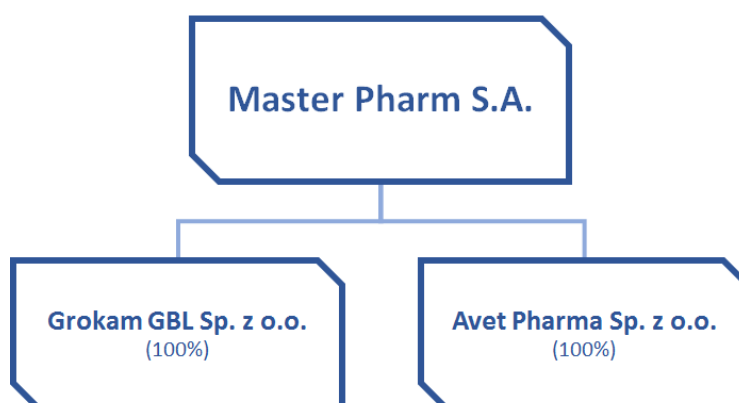 Master Pharm S.A.
Grokam GBL Sp. z o.o.
(100%)
Avet Pharma Sp. z o.o.
(100%)